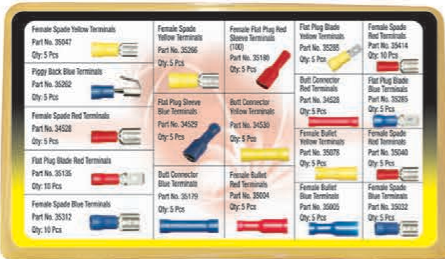 Female Spade Yellow Terminals
Part No. 35047
Qty: 5 Pcs
Piggy Back Blue Terminals
Part No. 35262
Qty: 5 Pcs
Female Spade Red Terminals
Part No. 34528
Qty: 5 Pcs
Flat Plug Blade Red Terminals
Part No. 35135
Qty: 10 Pcs
Female Spade Blue Terminals
Part No. 35312
Qty: 10 Pcs
Female Spade
Yellow Terminals
Part No. 35266
Qty: 5 Pcs
Flat Plug Sleeve
Blue Terminals
Part No. 34529
Qty: 5 Pcs
Butt Connector
Blue Terminals
Part No. 35179
Qty: 5 Pcs
Female Flat Plug Red
Sleeve Terminals
(100)
Part No. 35180
Qty: 5 Pcs
Butt Connector
Yellow Terminals
Part No. 34530
Qty: 5 Pcs
Female Bullet
Red Terminals
Part No. 35004
Qty: 5 Pcs
Flat Plug Blade
Yellow Terminals
Part No. 35285
Qty: 5 Pcs
Butt Connector
Red Terminals
Part No. 34528
Qty: 5 Pcs
Female Bullet
Yellow Terminals
Part No. 35078
Qty: 5 Pcs
Female Bullet
Blue Terminals
Part No. 35005
Qty: 5 Pcs
Female Spade
Red Terminals
Part No. 35414
Qty: 10 Pcs
Flat Plug Blade
Blue Terminals
Part No. 35285
Qty: 5 Pcs
Female Spade
Red Terminals
Part No. 35040
Qty: 5 Pcs
Female Spade
Blue Terminals
Part No. 35032
Qty: 5 Pcs